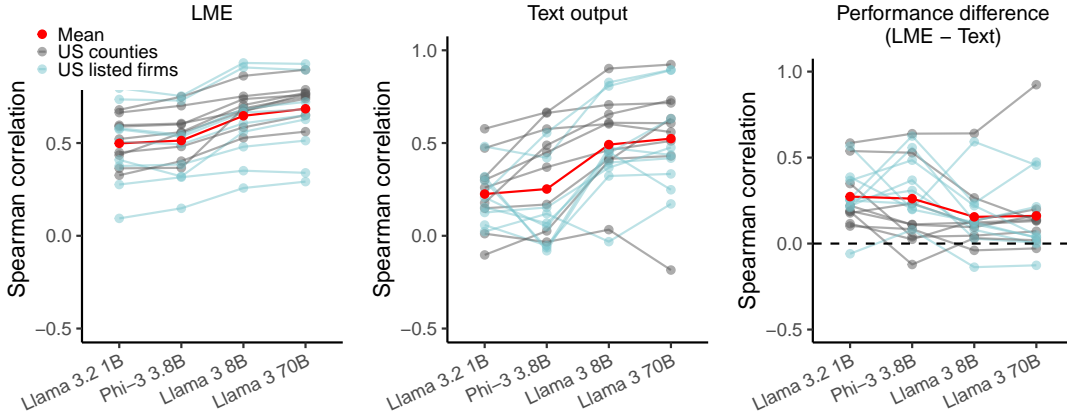 LME
Text output
Performance difference
(LME − Text)
Mean
US counties
US listed firms
Spearman correlation
0.5
0.0
−0.5
Llama 3.2 1B
Phi−3 3.8B
Llama 3 8B
Llama 3 70B
Spearman correlation
1.0
0.5
0.0
−0.5
Llama 3.2 1B
Phi−3 3.8B
Llama 3 8B
Llama 3 70B
Spearman correlation
1.0
0.5
0.0
−0.5
Llama 3.2 1B
Phi−3 3.8B
Llama 3 8B
Llama 3 70B